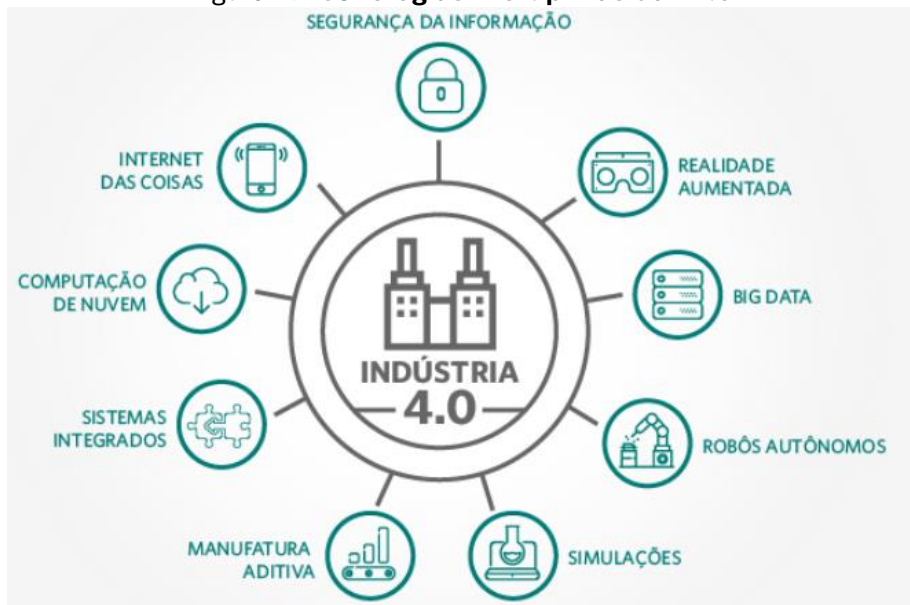 SEGURANÇA DA INFORMAÇÃO
INTERNET
DAS COISAS
REALIDADE
AUMENTADA
COMPUTAÇÃO
DE NUVEM
BIG DATA
INDÚSTRIA
4.0
SISTEMAS
INTEGRADOS
ROBÔS AUTÔNOMOS
MANUFATURA
ADITIVA
SIMULAÇÕES